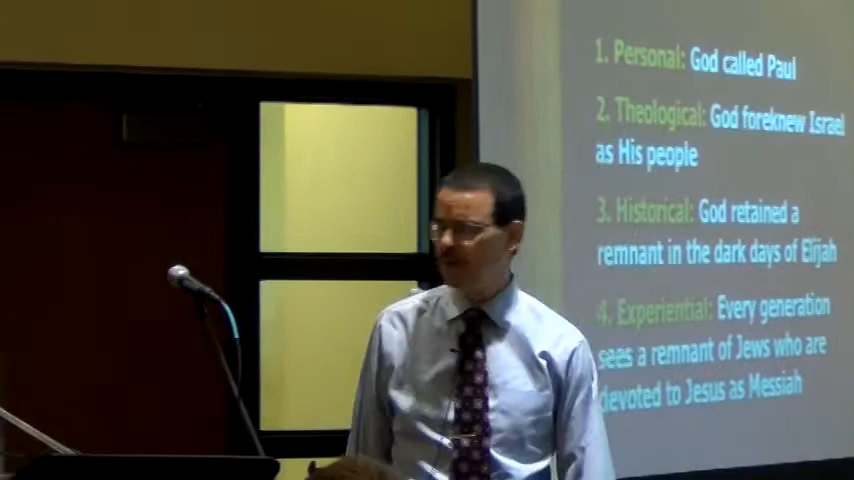 1. Personal: God called Paul
2. Theological: God foreknew Israel
as His people
3. Historical: God retained a
remnant in the dark days of Elijah
4. Experiential: Every generation
sees a remnant of Jews who are
devoted to Jesus as Messiah